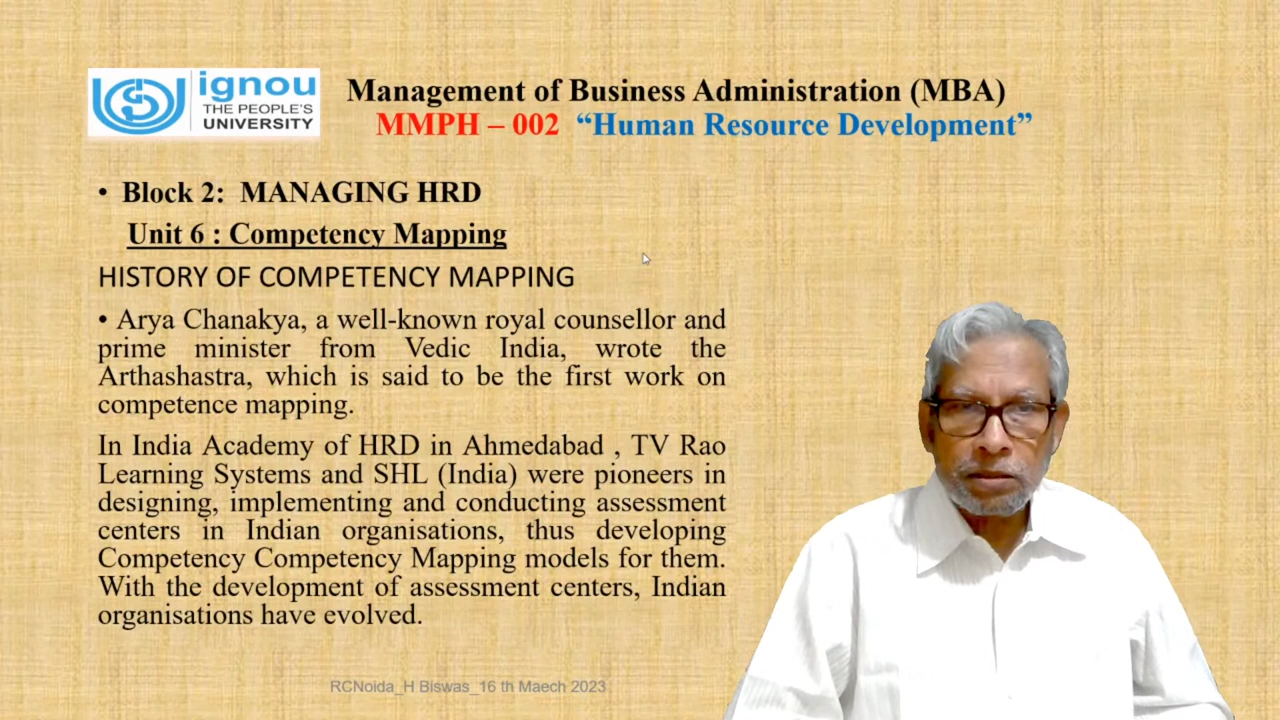 ignou
THE PEOPLE'S
UNIVERSITY
Management of Business Administration (MBA)
MMPH – 002 “Human Resource Development”
• Block 2: MANAGING HRD
Unit 6 : Competency Mapping
HISTORY OF COMPETENCY MAPPING
• Arya Chanakya, a well-known royal counsellor and
prime minister from Vedic India, wrote the
Arthashastra, which is said to be the first work on
competence mapping.
In India Academy of HRD in Ahmedabad , TV Rao
Learning Systems and SHL (India) were pioneers in
designing, implementing and conducting assessment
centers in Indian organisations, thus developing
Competency Competency Mapping models for them.
With the development of assessment centers, Indian
organisations have evolved.
RCNoida_H Biswas_16 th Maech 2023